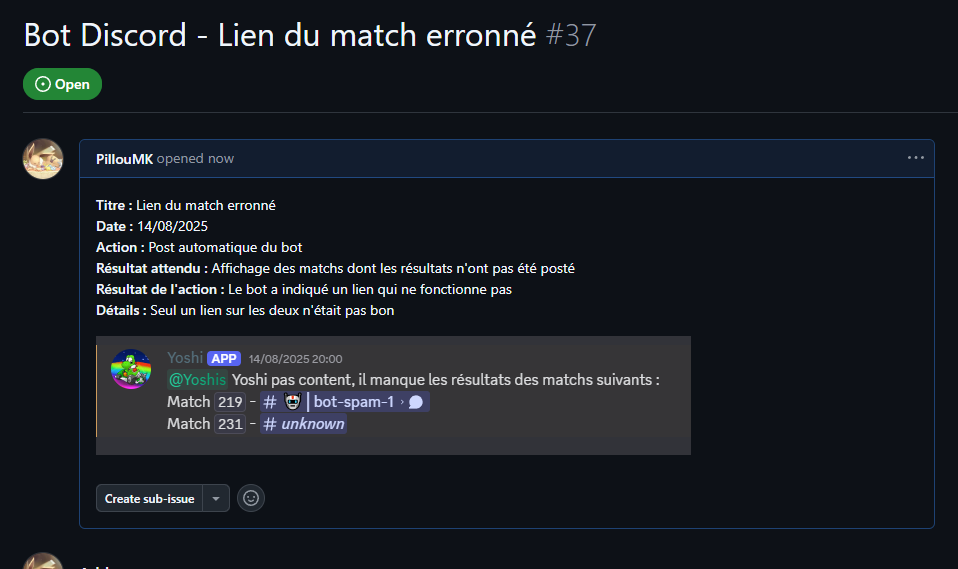 Bot Discord - Lien du match erronné #37
Open
PillouMK opened now
Titre : Lien du match erronné
Date : 14/08/2025
Action : Post automatique du bot
Résultat attendu : Affichage des matchs dont les résultats n'ont pas été posté
Résultat de l'action : Le bot a indiqué un lien qui ne fonctionne pas
Détails : Seul un lien sur les deux n'était pas bon
Yoshi APP 14/08/2025 20:00
@Yoshis Yoshi pas content, il manque les résultats des matchs suivants :
Match 219 - # | bot-spam-1 ›
Match 231 - # unknown
Create sub-issue